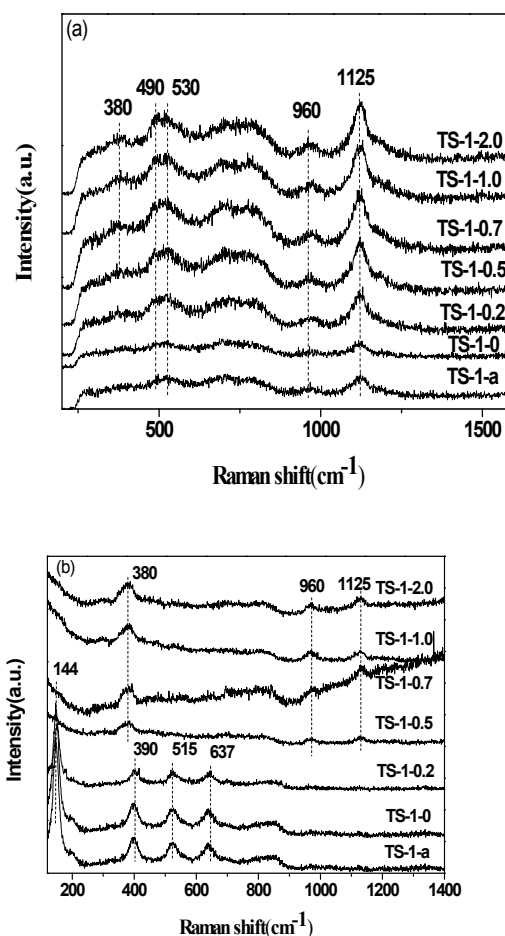 (a)
380
490
530
960
1125
TS-1-2.0
TS-1-1.0
TS-1-0.7
TS-1-0.5
TS-1-0.2
TS-1-0
TS-1-a
Intensity(a.u.)
500 1000 1500
Raman shift(cm-1)
(b)
380
960
1125
TS-1-2.0
TS-1-1.0
144
TS-1-0.7
TS-1-0.5
390
515
637
TS-1-0.2
TS-1-0
TS-1-a
Intensity(a.u.)
200 400 600 800 1000 1200 1400
Raman shift(cm-1)